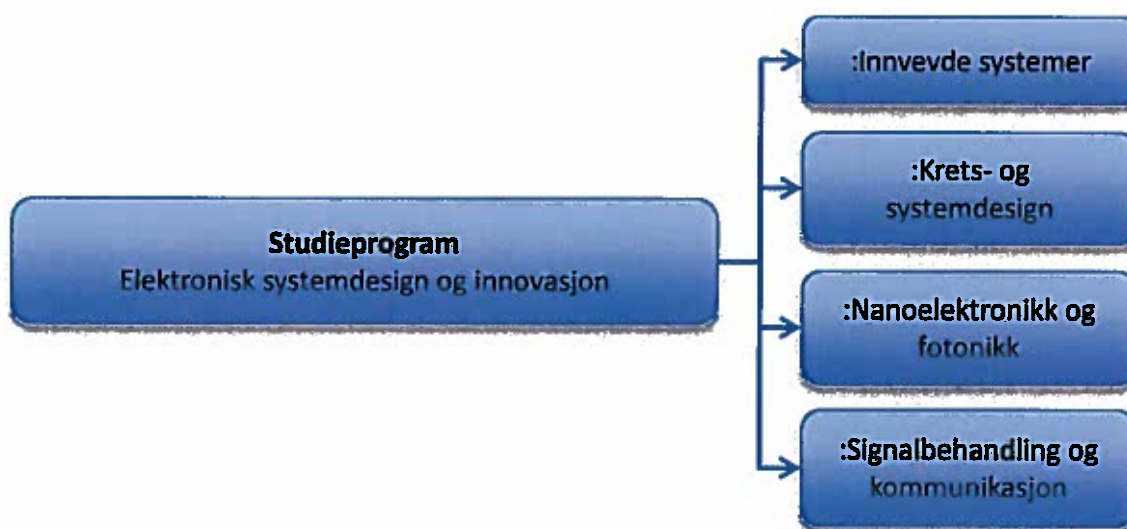 Studieprogram
Elektronisk systemdesign og innovasjon
:Innvevde systemer
:Krets- og
systemdesign
:Nanoelektronikk og
fotonikk
:Signalbehandling og
kommunikasjon